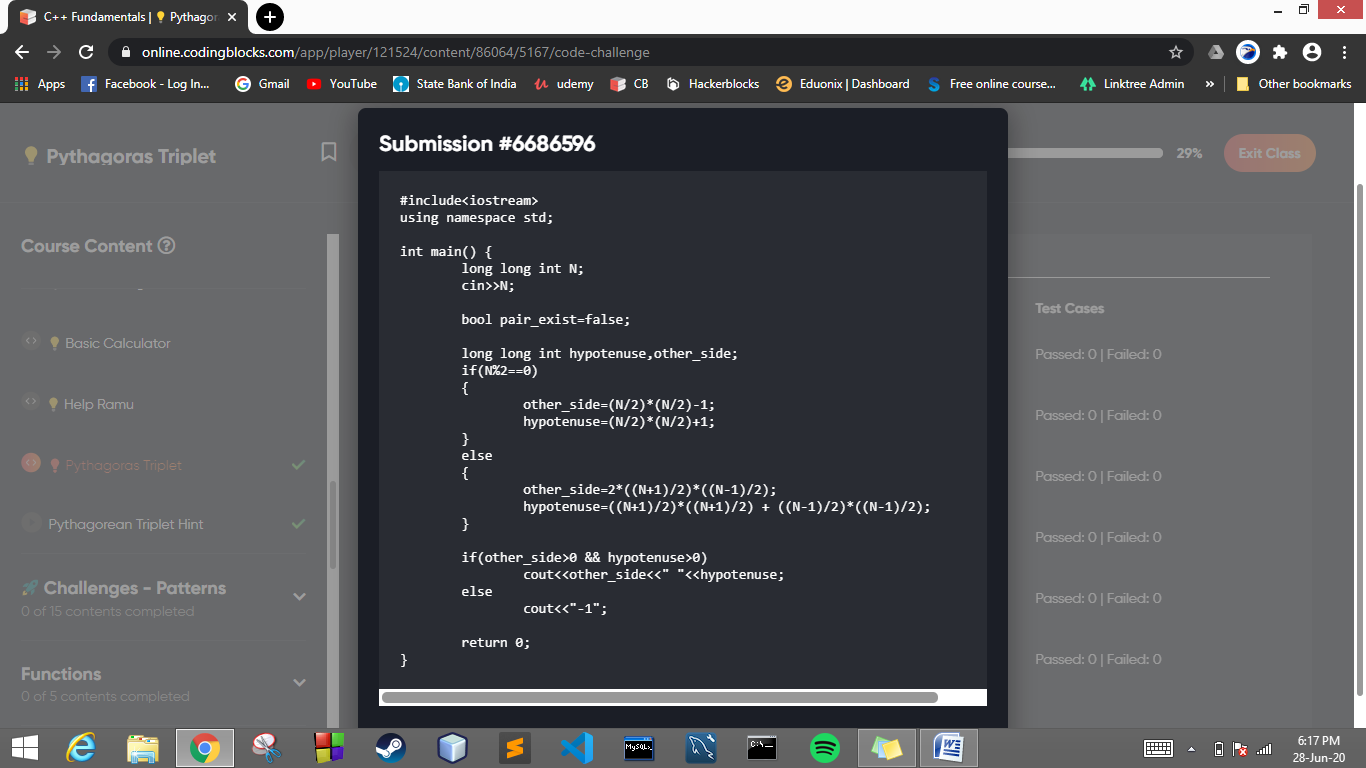 C++ Fundamentals | 💡 Pythagor
online.codingblocks.com/app/player/121524/content/86064/5167/code-challenge
Apps Facebook - Log In... Gmail YouTube State Bank of India udemy CB Hackerblocks Eduonix | Dashboard Free online course... Linktree Admin » Other bookmarks
Pythagoras Triplet
29%
Exit Class
Course Content
Basic Calculator
Help Ramu
Pythagoras Triplet
Pythagorean Triplet Hint
🚀 Challenges - Patterns
0 of 15 contents completed
Functions
0 of 5 contents completed
Submission #6686596
#include<iostream>
using namespace std;
int main() {
long long int N;
cin>>N;
bool pair_exist=false;
long long int hypotenuse,other_side;
if(N%2==0)
{
other_side=(N/2)*(N/2)-1;
hypotenuse=(N/2)*(N/2)+1;
}
else
{
other_side=2*((N+1)/2)*((N-1)/2);
hypotenuse=((N+1)/2)*((N+1)/2) + ((N-1)/2)*((N-1)/2);
}
if(other_side>0 && hypotenuse>0)
cout<<other_side<<" "<<hypotenuse;
else
cout<<"-1";
return 0;
}
Test Cases
Passed: 0 | Failed: 0
Passed: 0 | Failed: 0
Passed: 0 | Failed: 0
Passed: 0 | Failed: 0
Passed: 0 | Failed: 0
Passed: 0 | Failed: 0
6:17 PM
28-Jun-20